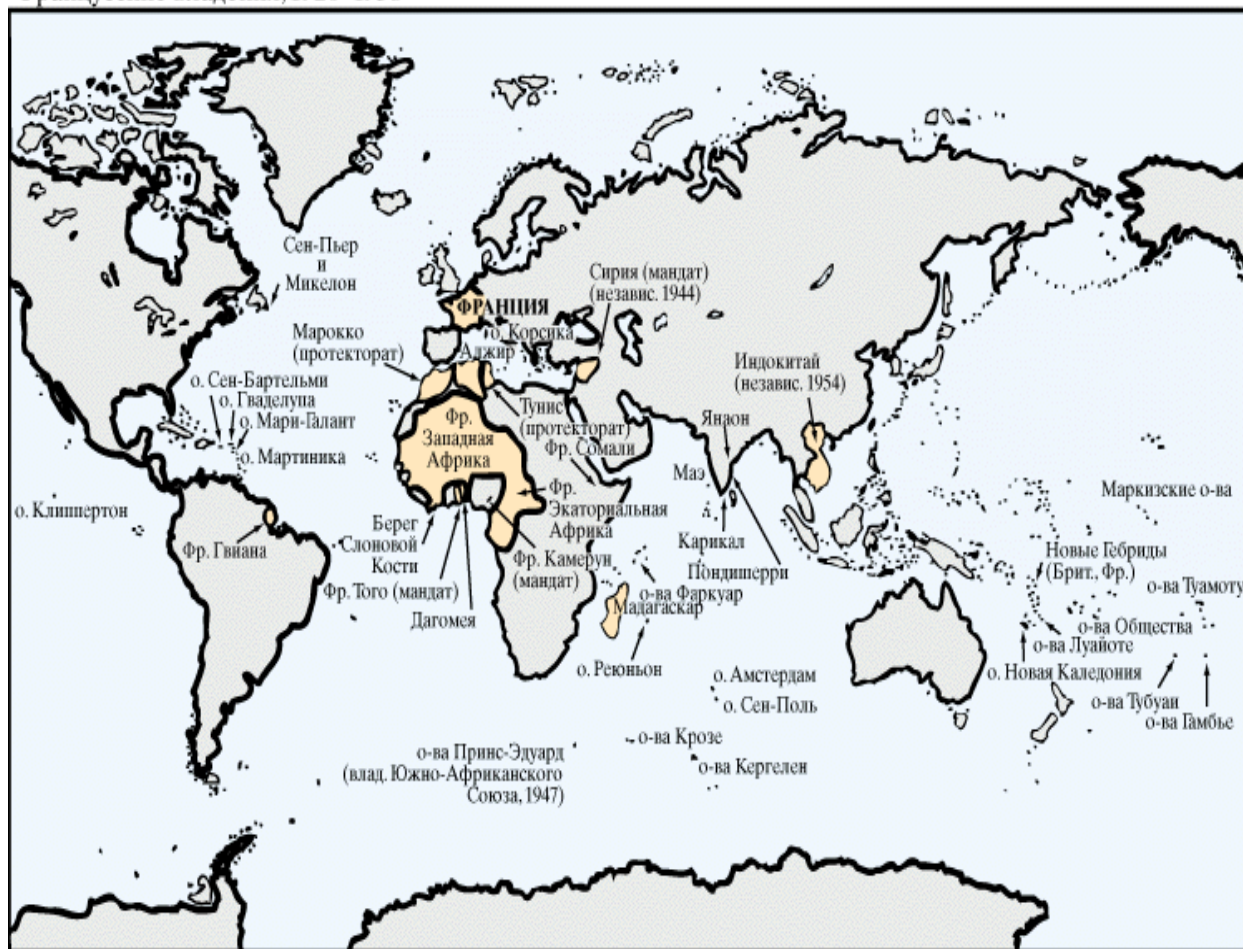 Сен-Пьер
и
Микелон
ФРАНЦИЯ
о. Корсика
Сирия (мандат)
(независ. 1944)
Марокко
(протекторат)
Алжир
Индокитай
(независ. 1954)
о. Сен-Бартельми
о. Гваделупа
о. Мари-Галант
о. Мартиника
Тунис
(протекторат)
Фр. Сомали
Янаон
Фр.
Западная
Африка
Маэ
Маркизские о-ва
о. Клиппертон
Фр.
Экаториальная
Африка
Берег
Слоновой
Кости
Фр. Гвиана
Карикал
Пондишерри
Новые Гебриды
(Брит., Фр.)
Фр. Камерун
(мандат)
Фр. Того (мандат)
Дагомея
о-ва Фаркуар
Мадагаскар
о-ва Туамоту
о-ва Общества
о-ва Луайоте
о. Новая Каледония
о. Реюньон
о. Амстердам
о. Сен-Поль
о-ва Тубуаи
о-ва Гамбье
о-ва Крозе
о-ва Кергелен
о-ва Принс-Эдуард
(влад. Южно-Африканского
Союза, 1947)